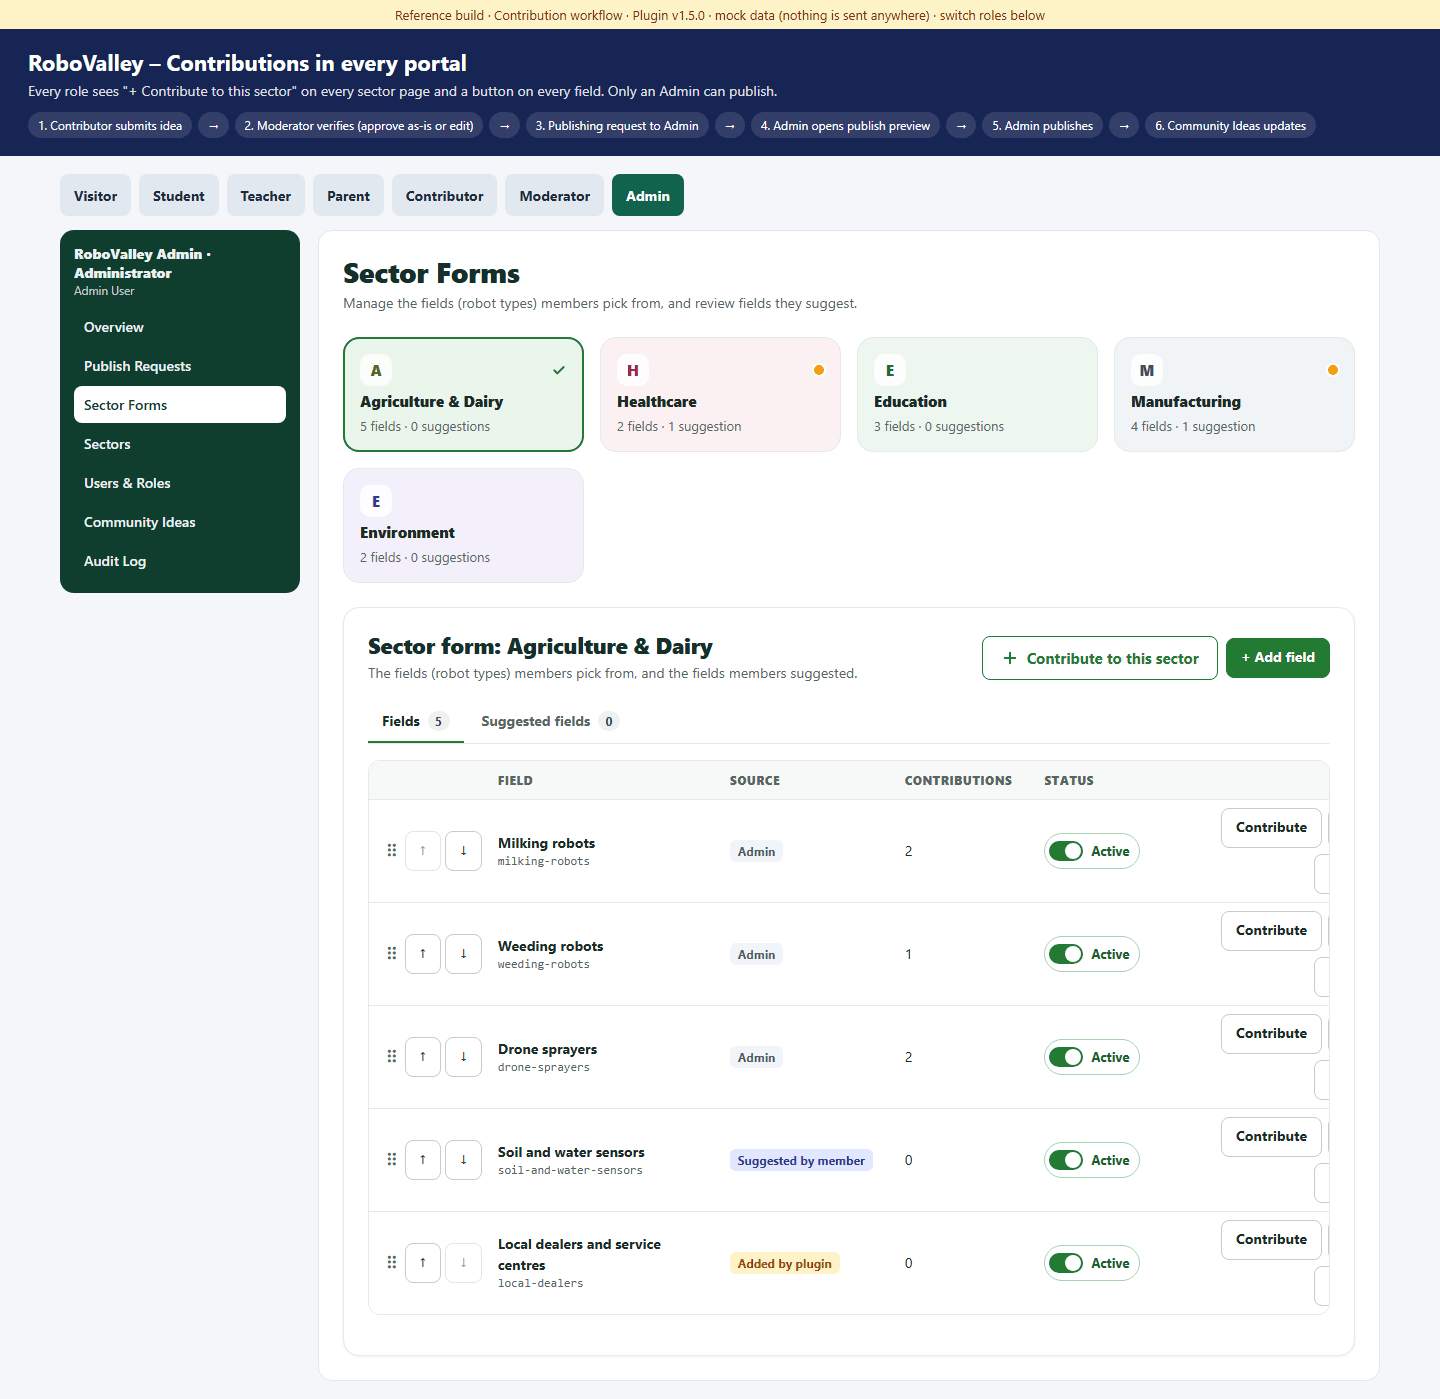 Reference build · Contribution workflow · Plugin v1.5.0 · mock data (nothing is sent anywhere) · switch roles below
RoboValley – Contributions in every portal
Every role sees "+ Contribute to this sector" on every sector page and a button on every field. Only an Admin can publish.
1. Contributor submits idea → 2. Moderator verifies (approve as-is or edit) → 3. Publishing request to Admin → 4. Admin opens publish preview → 5. Admin publishes → 6. Community Ideas updates
Visitor Student Teacher Parent Contributor Moderator Admin
RoboValley Admin ·
Administrator
Admin User
Overview
Publish Requests
Sector Forms
Sectors
Users & Roles
Community Ideas
Audit Log
Sector Forms
Manage the fields (robot types) members pick from, and review fields they suggest.
A
Agriculture & Dairy
5 fields · 0 suggestions
H
Healthcare
2 fields · 1 suggestion
E
Education
3 fields · 0 suggestions
M
Manufacturing
4 fields · 1 suggestion
E
Environment
2 fields · 0 suggestions
Sector form: Agriculture & Dairy
The fields (robot types) members pick from, and the fields members suggested.
+ Contribute to this sector
+ Add field
Fields 5 Suggested fields 0
FIELD SOURCE CONTRIBUTIONS STATUS
↑ ↓ Milking robots Admin 2 Active Contribute
milking-robots
↑ ↓ Weeding robots Admin 1 Active Contribute
weeding-robots
↑ ↓ Drone sprayers Admin 2 Active Contribute
drone-sprayers
↑ ↓ Soil and water sensors Suggested by member 0 Active Contribute
soil-and-water-sensors
↑ ↓ Local dealers and service
centres Added by plugin 0 Active Contribute
local-dealers